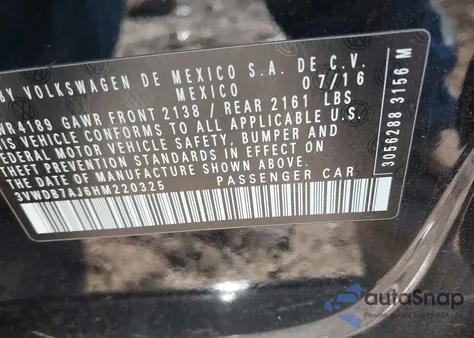 BY VOLKSWAGEN DE MEXICO S.A. DE C.V.
MEXICO 07/16
WR4189 GAWR FRONT 2138 / REAR 2161 LBS
HIS VEHICLE CONFORMS TO ALL APPLICABLE U.S.
FEDERAL MOTOR VEHICLE SAFETY, BUMPER AND
THEFT PREVENTION STANDARDS IN EFFECT ON THE
DATE OF MANUFACTURE SHOWN ABOVE.
3VWDB7AJ6HM220325 PASSENGER CAR
3056288 3156 M
autoSnap